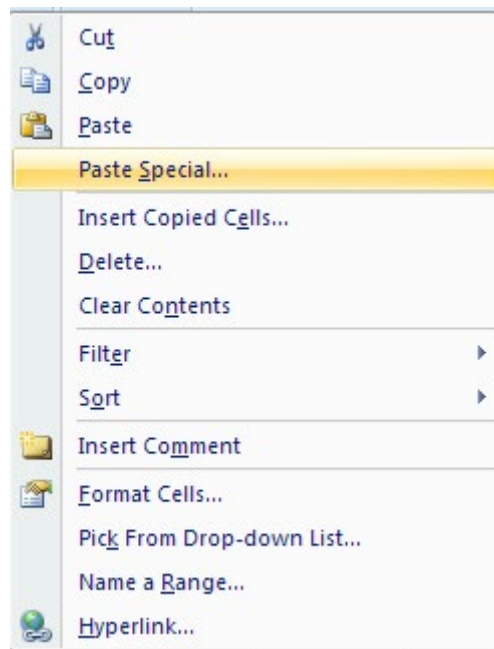 Cut
Copy
Paste
Paste Special...
Insert Copied Cells...
Delete...
Clear Contents
Filter
Sort
Insert Comment
Format Cells...
Pick From Drop-down List...
Name a Range...
Hyperlink...